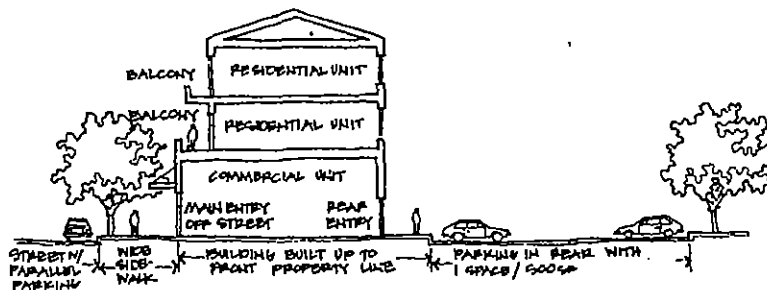 BALCONY
RESIDENTIAL UNIT
BALCONY
RESIDENTIAL UNIT
COMMERCIAL UNIT
MAIN ENTRY
OFF STREET
REAR
ENTRY
STREET W/
PARALLEL
PARKING
WIDE
SIDE-
WALK
BUILDING BUILT UP TO
FRONT PROPERTY LINE
PARKING IN REAR WITH
1 SPACE/500SF